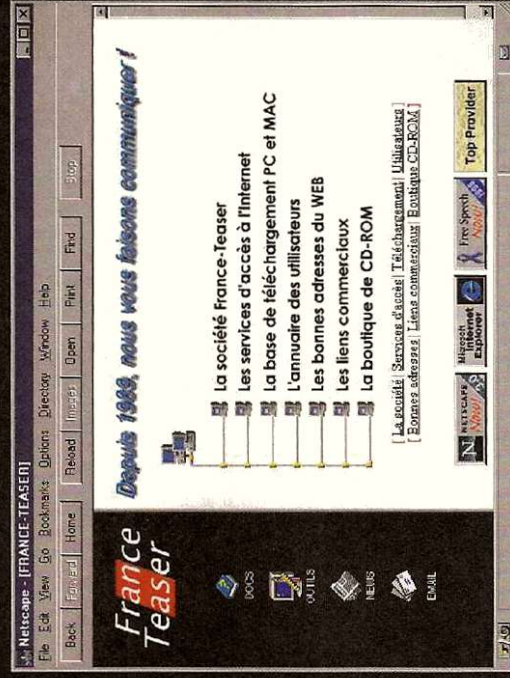 Netscape - [FRANCE-TEASER]
File Edit View Go Bookmarks Options Directory Window Help
Back Forward Home Reload Images Open Print Find Stop
France
Teaser
DOCS
OUTILS
NEWS
EMAIL
Depuis 1989, nous vous faisons communiquer !
La société France-Teaser
Les services d'accès à l'Internet
La base de téléchargement PC et MAC
L'annuaire des utilisateurs
Les bonnes adresses du WEB
Les liens commerciaux
La boutique de CD-ROM
[ La société| Services d'accès| Téléchargement| Utilisateurs ]
[ Bonnes adresses| Liens commerciaux| Boutique CD-ROM ]
N NETSCAPE Now!
Microsoft Internet Explorer
Free Speech Now!
Top Provider